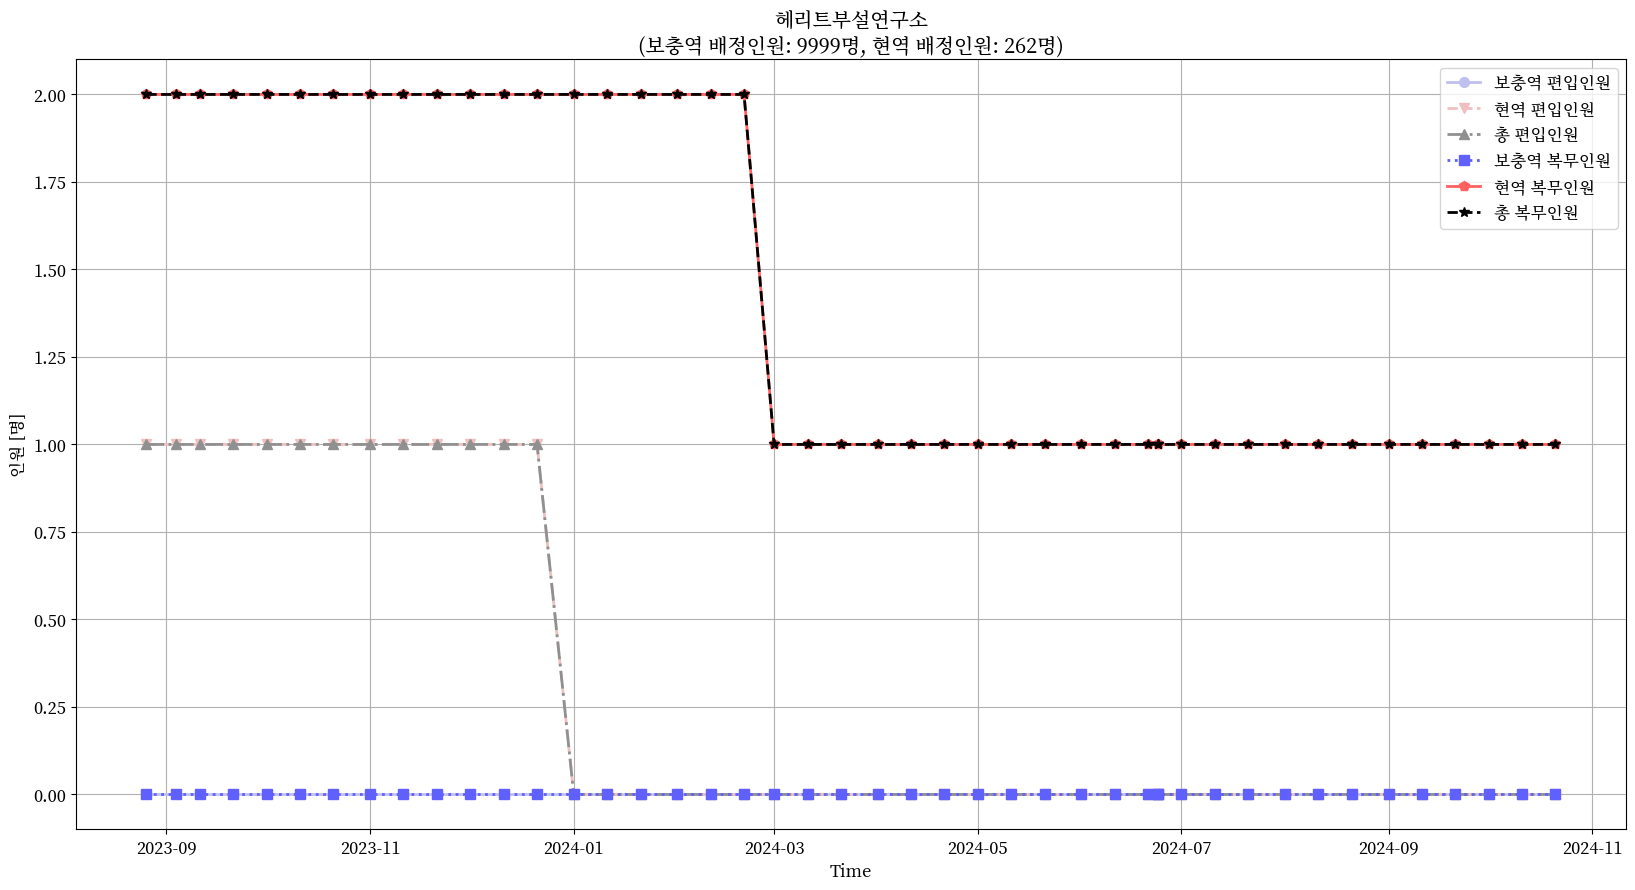 헤리트부설연구소
(보충역 배정인원: 9999명, 현역 배정인원: 262명)
보충역 편입인원
현역 편입인원
총 편입인원
보충역 복무인원
현역 복무인원
총 복무인원
인원 [명]
2.00
1.75
1.50
1.25
1.00
0.75
0.50
0.25
0.00
2023-09 2023-11 2024-01 2024-03 2024-05 2024-07 2024-09 2024-11
Time